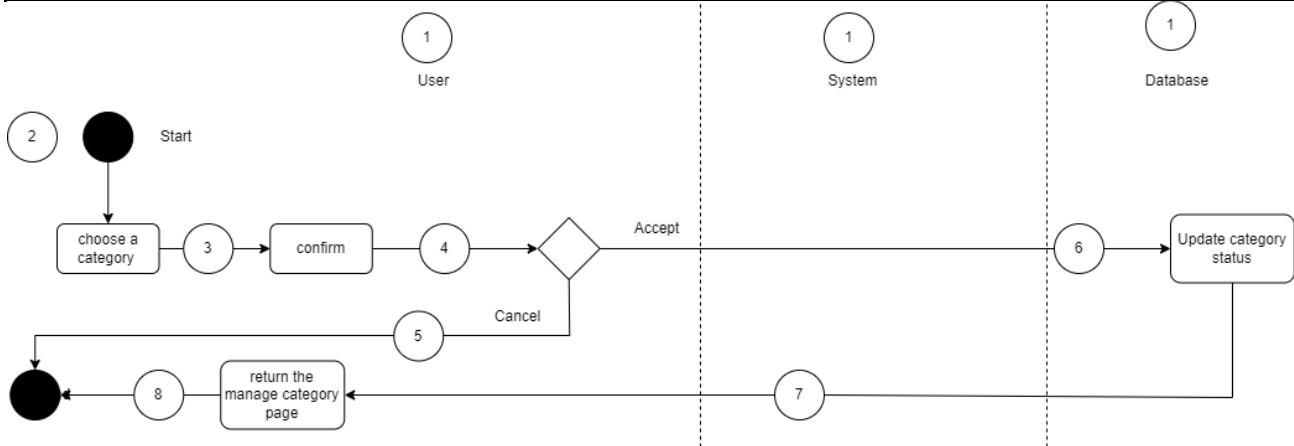 1
1
1
User
System
Database
2
Start
choose a
category
3
confirm
4
Accept
6
Update category
status
Cancel
5
return the
manage category
page
8
7